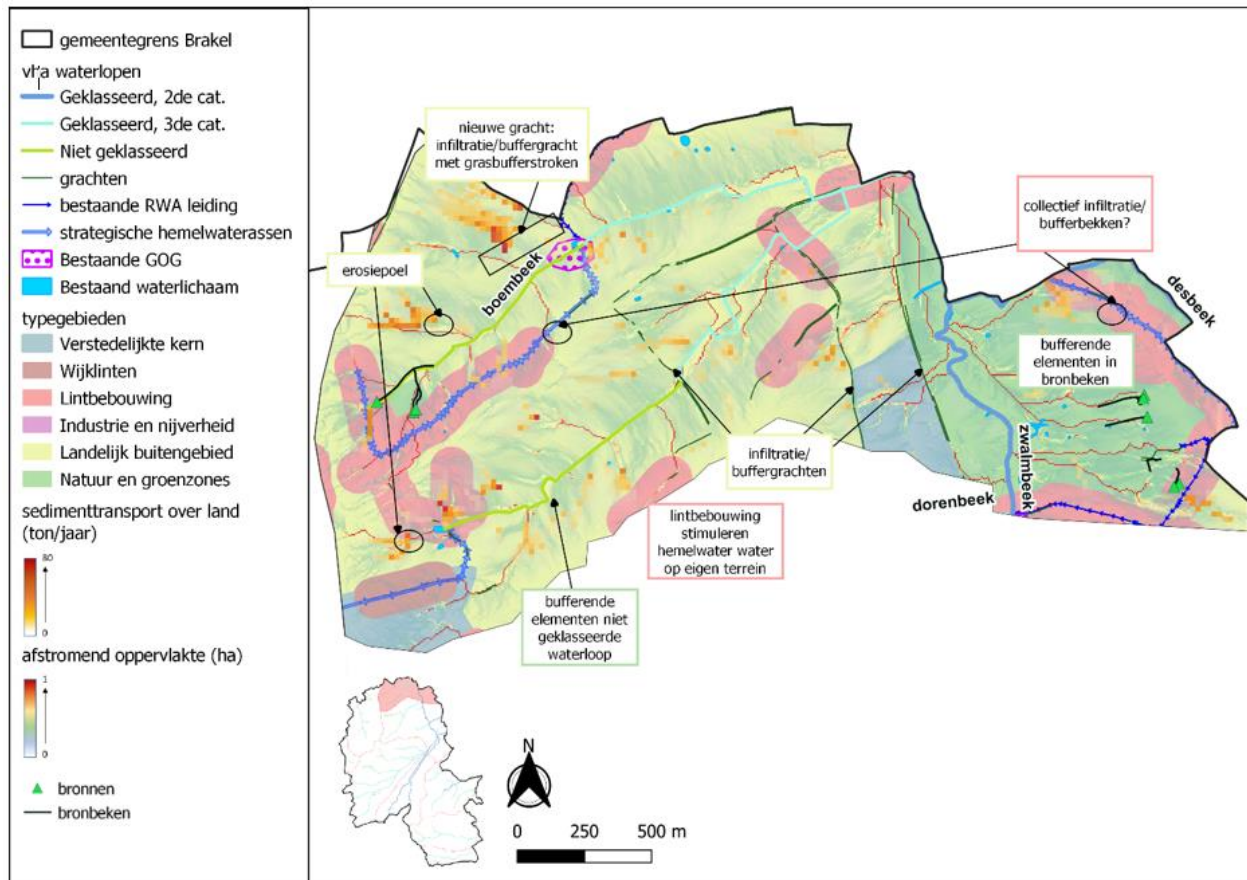 gemeentegrens Brakel
vha waterlopen
Geklasseerd, 2de cat.
Geklasseerd, 3de cat.
Niet geklasseerd
grachten
bestaande RWA leiding
strategische hemelwaterassen
Bestaande GOG
Bestaand waterlichaam
typegebieden
Verstedelijkte kern
Wijklinten
Lintbebouwing
Industrie en nijverheid
Landelijk buitengebied
Natuur en groenzones
sedimenttransport over land
(ton/jaar)
80
0
afstromend oppervlakte (ha)
1
0
bronnen
bronbeken
nieuwe gracht:
infiltratie/buffergracht
met grasbufferstroken
erosiepoel
boembeek
collectief infiltratie/
bufferbekken?
desbeek
bufferende
elementen in
bronbeken
zwalmbeek
dorenbeek
infiltratie/
buffergrachten
lintbebouwing
stimuleren
hemelwater water
op eigen terrein
bufferende
elementen niet
geklasseerde
waterloop
N
0 250 500 m